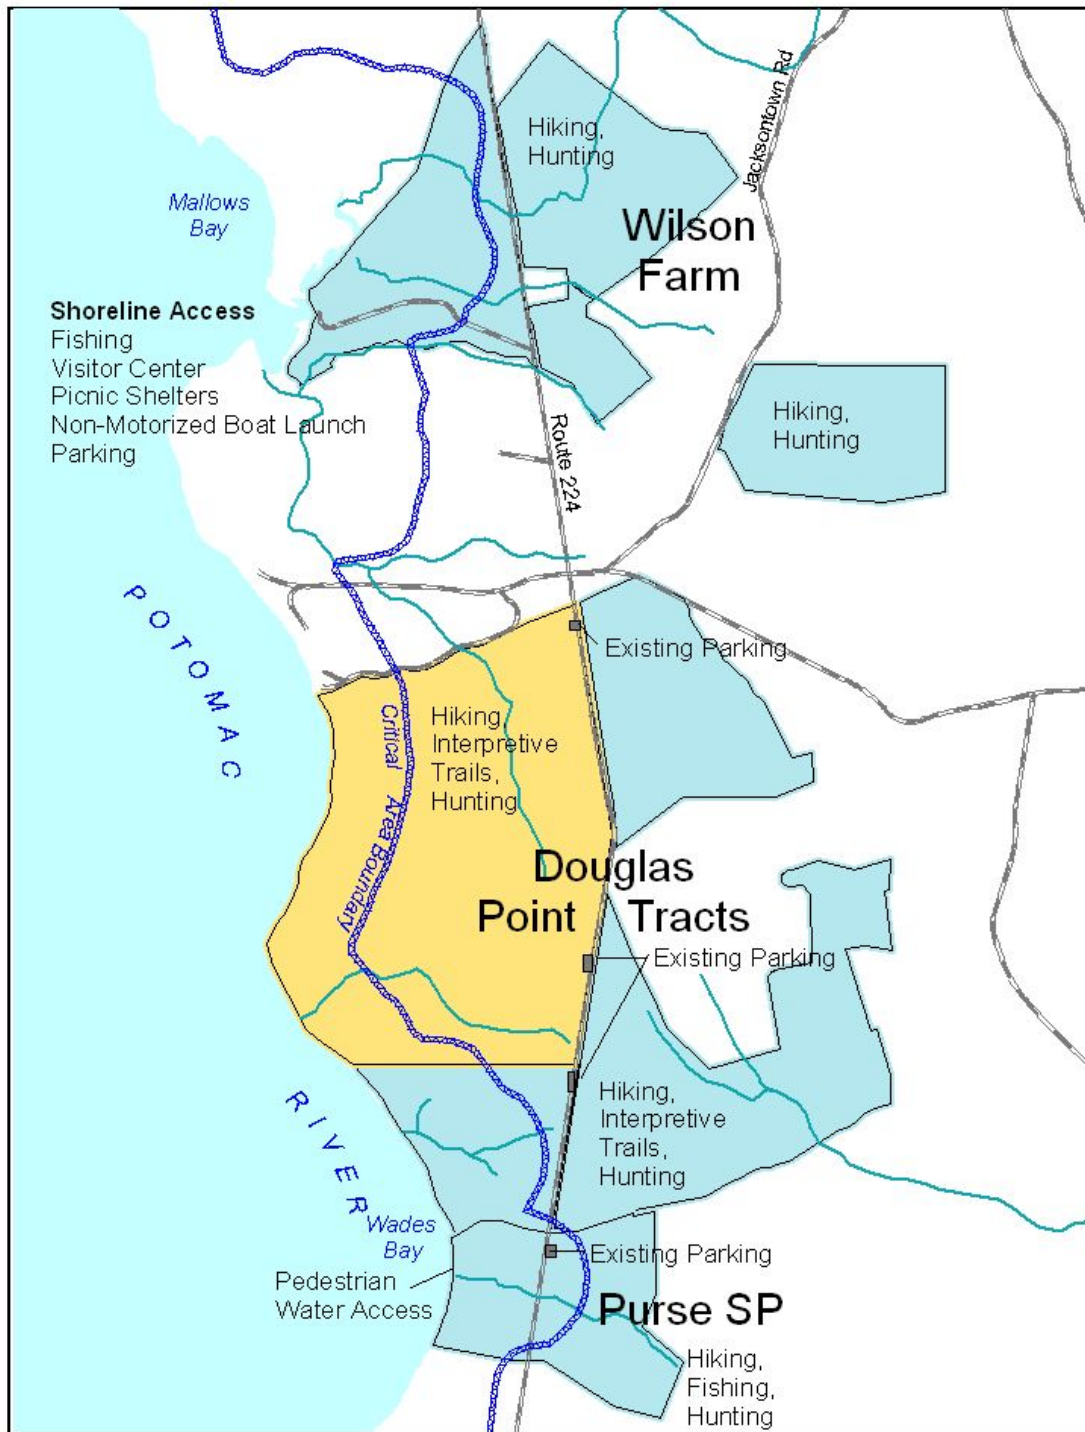 Hiking,
Hunting
Jacksontown Rd
Mallows
Bay
Wilson
Farm
Shoreline Access
Fishing
Visitor Center
Picnic Shelters
Non-Motorized Boat Launch
Parking
Hiking,
Hunting
Route 224
POTOMAC
Existing Parking
Hiking,
Interpretive
Trails,
Hunting
Critical Area Boundary
Douglas
Point Tracts
Existing Parking
RIVER
Hiking,
Interpretive
Trails,
Hunting
Wades
Bay
Existing Parking
Pedestrian
Water Access
Purse SP
Hiking,
Fishing,
Hunting